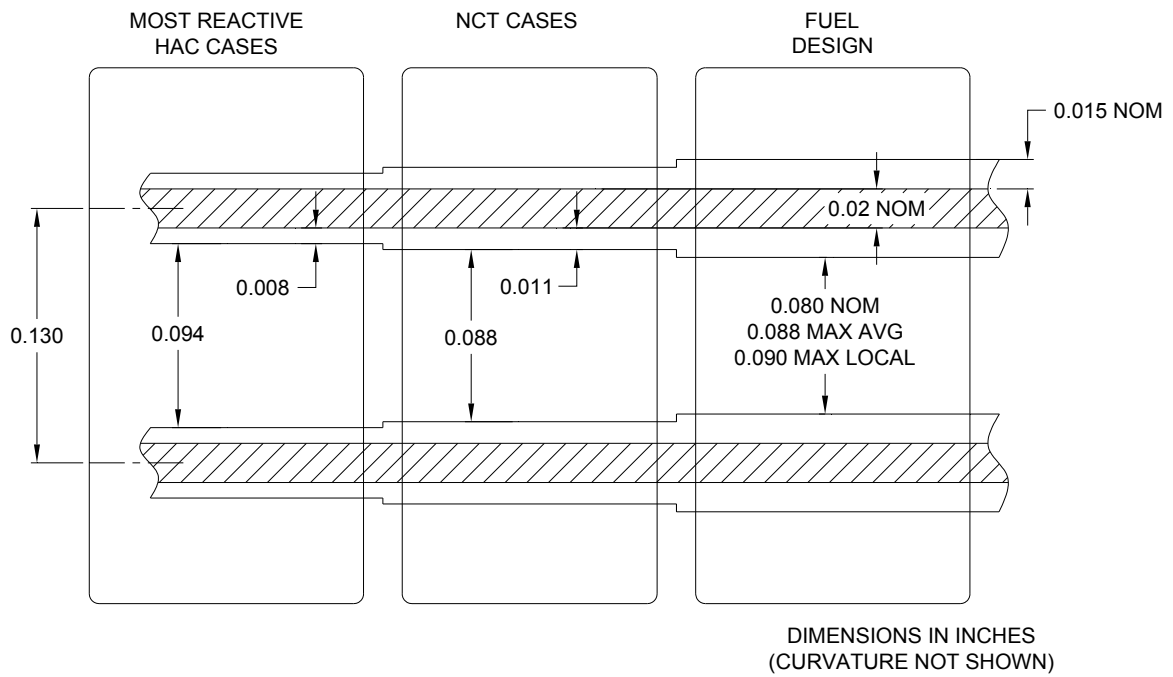 MOST REACTIVE
HAC CASES
NCT CASES
FUEL
DESIGN
0.015 NOM
0.02 NOM
0.008
0.011
0.130
0.094
0.088
0.080 NOM
0.088 MAX AVG
0.090 MAX LOCAL
DIMENSIONS IN INCHES
(CURVATURE NOT SHOWN)